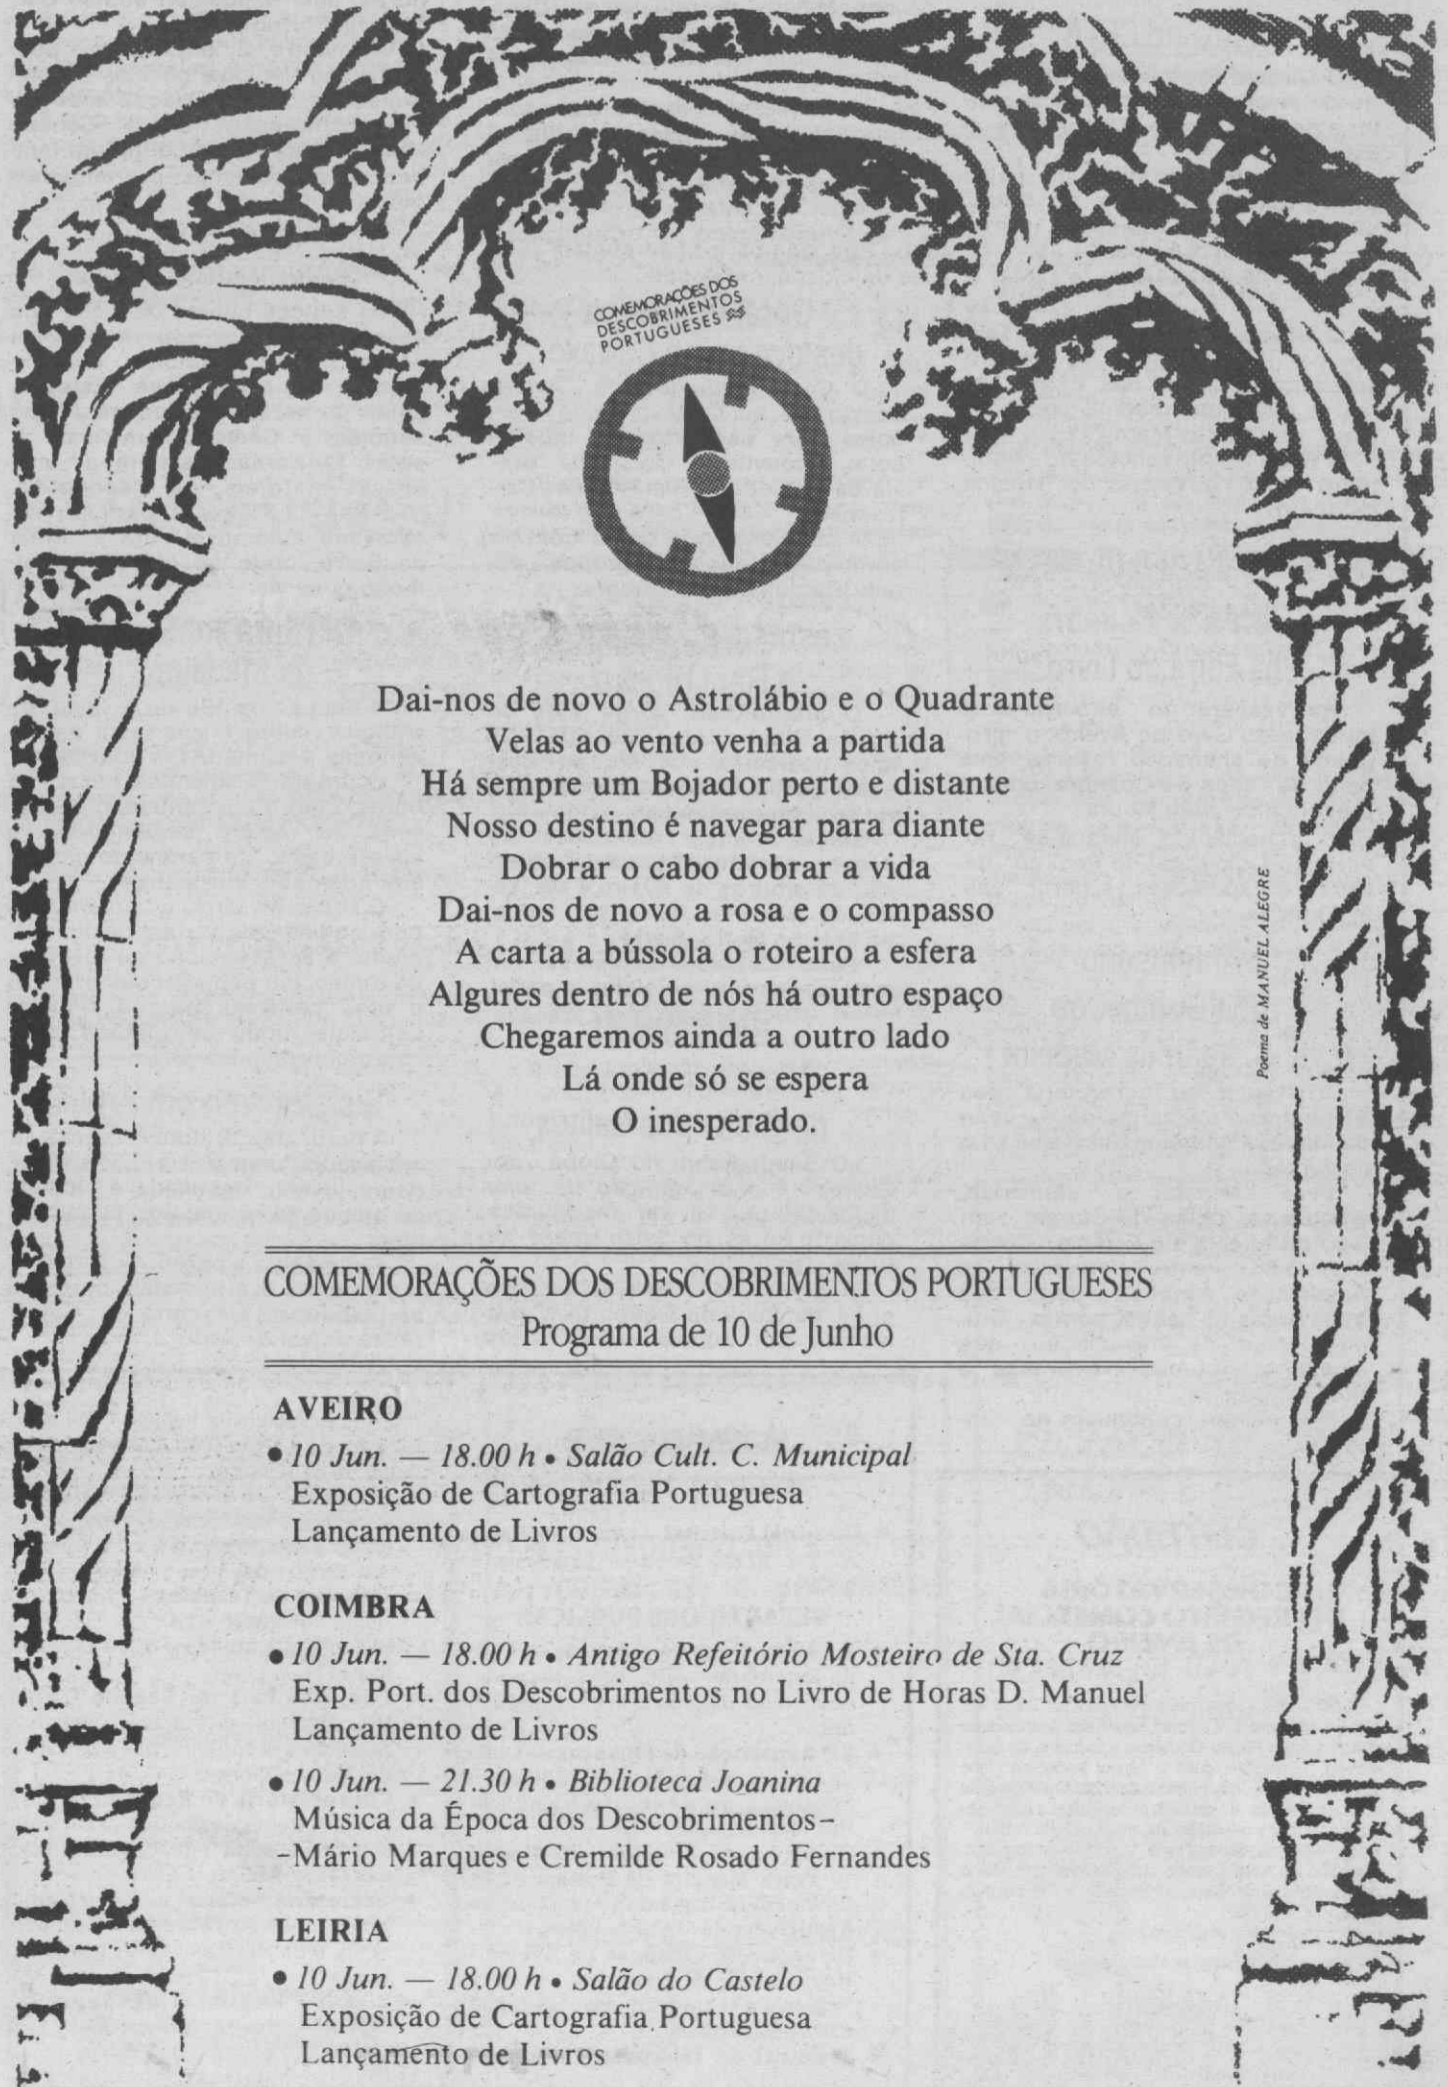 COMEMORAÇÕES DOS
DESCOBRIMENTOS
PORTUGUESES
Dai-nos de novo o Astrolábio e o Quadrante
Velas ao vento venha a partida
Há sempre um Bojador perto e distante
Nosso destino é navegar para diante
Dobrar o cabo dobrar a vida
Dai-nos de novo a rosa e o compasso
A carta a bússola o roteiro a esfera
Algures dentro de nós há outro espaço
Chegaremos ainda a outro lado
Lá onde só se espera
O inesperado.
Poema de MANUEL ALEGRE
COMEMORAÇÕES DOS DESCOBRIMENTOS PORTUGUESES
Programa de 10 de Junho
AVEIRO
• 10 Jun. — 18.00 h • Salão Cult. C. Municipal
Exposição de Cartografia Portuguesa
Lançamento de Livros
COIMBRA
• 10 Jun. — 18.00 h • Antigo Refeitório Mosteiro de Sta. Cruz
Exp. Port. dos Descobrimentos no Livro de Horas D. Manuel
Lançamento de Livros
• 10 Jun. — 21.30 h • Biblioteca Joanina
Música da Época dos Descobrimentos-
-Mário Marques e Cremilde Rosado Fernandes
LEIRIA
• 10 Jun. — 18.00 h • Salão do Castelo
Exposição de Cartografia Portuguesa
Lançamento de Livros